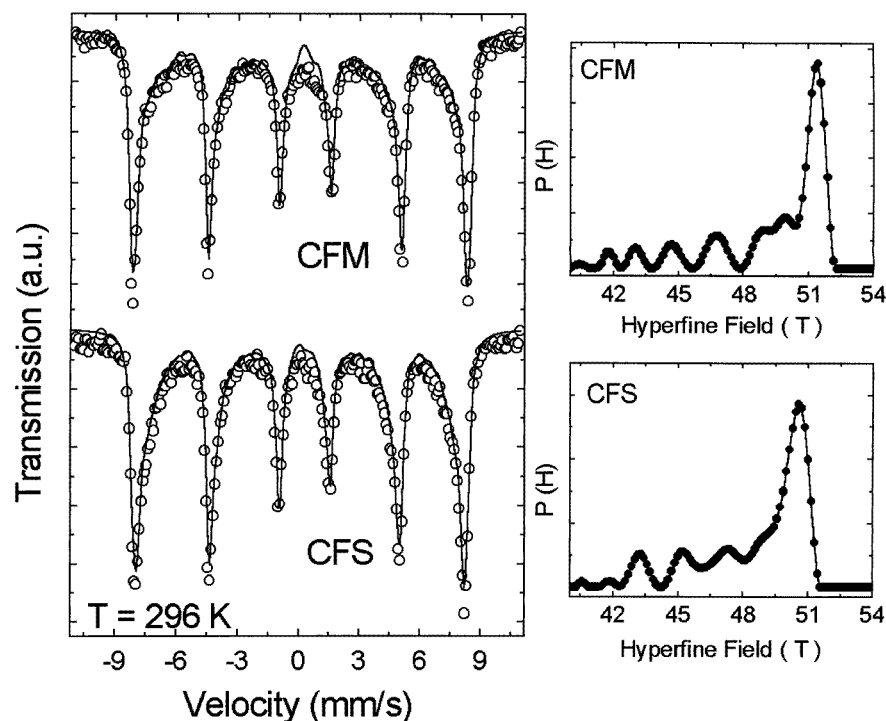 Transmission (a.u.)
CFM
CFS
T = 296 K
-9 -6 -3 0 3 6 9
Velocity (mm/s)
CFM
P (H)
42 45 48 51 54
Hyperfine Field ( T )
CFS
P (H)
42 45 48 51 54
Hyperfine Field ( T )